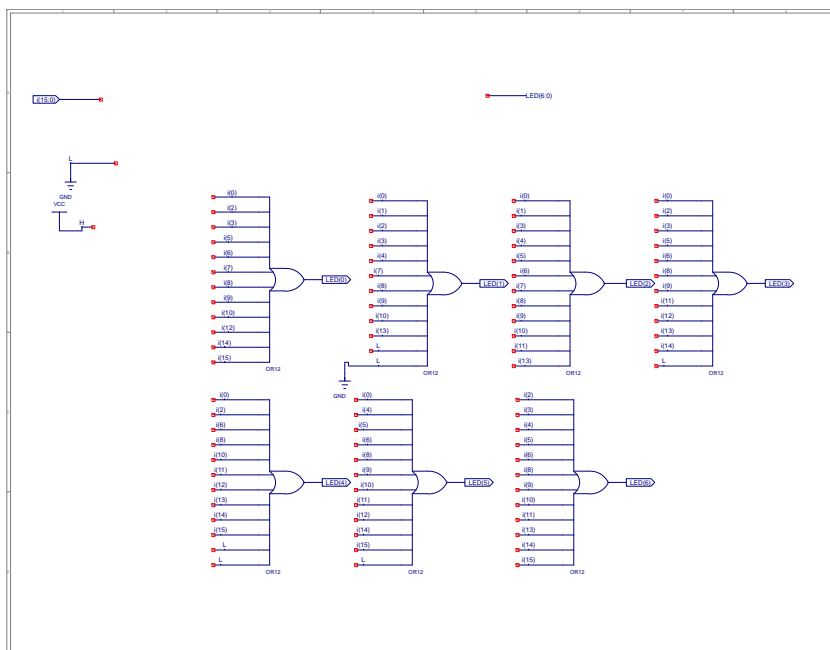 i(15:0)
LED(6:0)
L
GND
VCC
H
i(0)
i(2)
i(3)
i(5)
i(6)
i(7)
i(8)
i(9)
i(10)
i(12)
i(14)
i(15)
LED(0)
OR12
i(0)
i(1)
i(2)
i(3)
i(4)
i(7)
i(8)
i(9)
i(10)
i(13)
L
L
LED(1)
GND
OR12
i(0)
i(1)
i(3)
i(4)
i(5)
i(6)
i(7)
i(8)
i(9)
i(10)
i(11)
i(13)
LED(2)
OR12
i(0)
i(2)
i(3)
i(5)
i(6)
i(8)
i(9)
i(11)
i(12)
i(13)
i(14)
L
LED(3)
OR12
i(0)
i(2)
i(6)
i(8)
i(10)
i(11)
i(12)
i(13)
i(14)
i(15)
L
L
LED(4)
OR12
i(0)
i(4)
i(5)
i(6)
i(8)
i(9)
i(10)
i(11)
i(12)
i(14)
i(15)
L
LED(5)
OR12
i(2)
i(3)
i(4)
i(5)
i(6)
i(8)
i(9)
i(10)
i(11)
i(13)
i(14)
i(15)
LED(6)
OR12